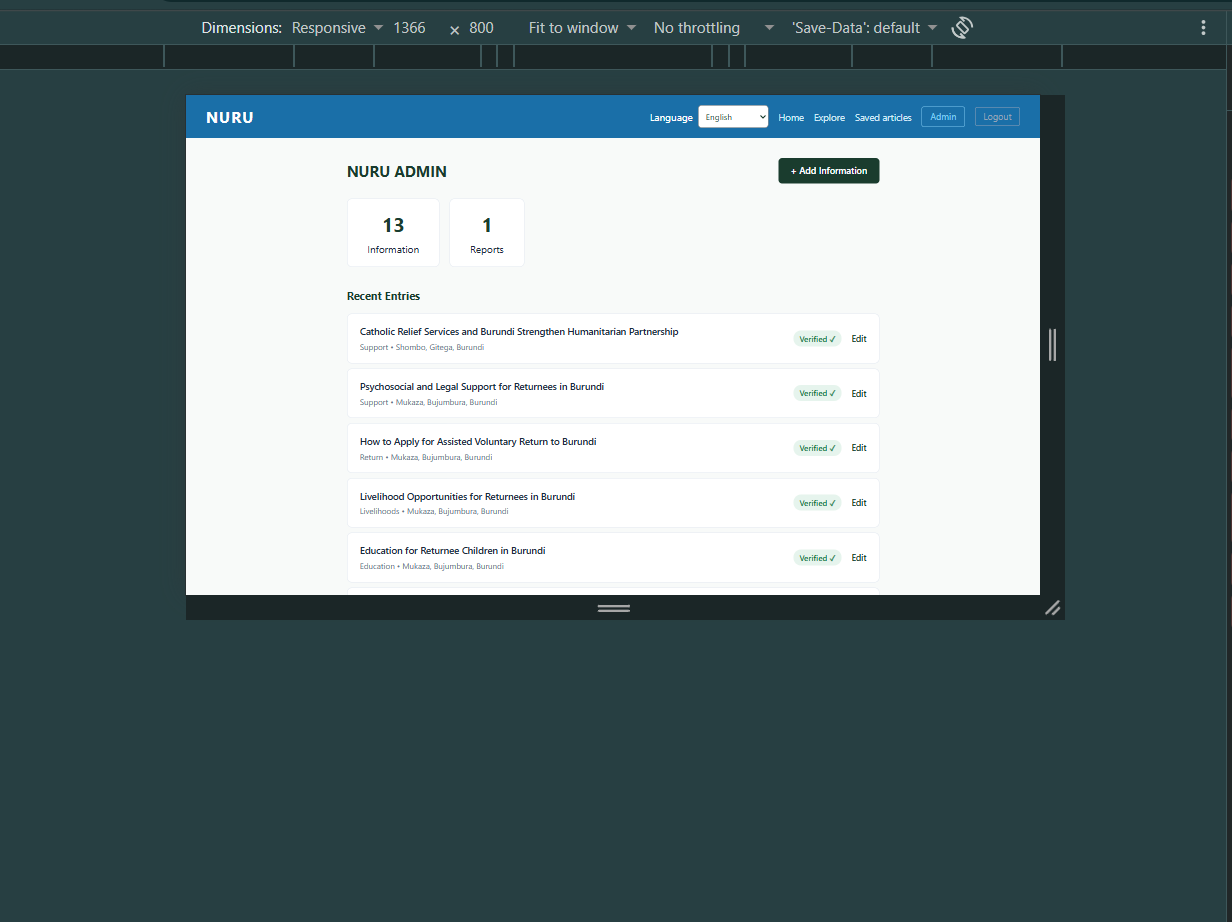 Dimensions: Responsive 1366 × 800 Fit to window No throttling 'Save-Data': default
NURU Language English Home Explore Saved articles Admin Logout
NURU ADMIN + Add Information
13 1
Information Reports
Recent Entries
Catholic Relief Services and Burundi Strengthen Humanitarian Partnership
Support • Shombo, Gitega, Burundi
Verified ✓ Edit
Psychosocial and Legal Support for Returnees in Burundi
Support • Mukaza, Bujumbura, Burundi
Verified ✓ Edit
How to Apply for Assisted Voluntary Return to Burundi
Return • Mukaza, Bujumbura, Burundi
Verified ✓ Edit
Livelihood Opportunities for Returnees in Burundi
Livelihoods • Mukaza, Bujumbura, Burundi
Verified ✓ Edit
Education for Returnee Children in Burundi
Education • Mukaza, Bujumbura, Burundi
Verified ✓ Edit